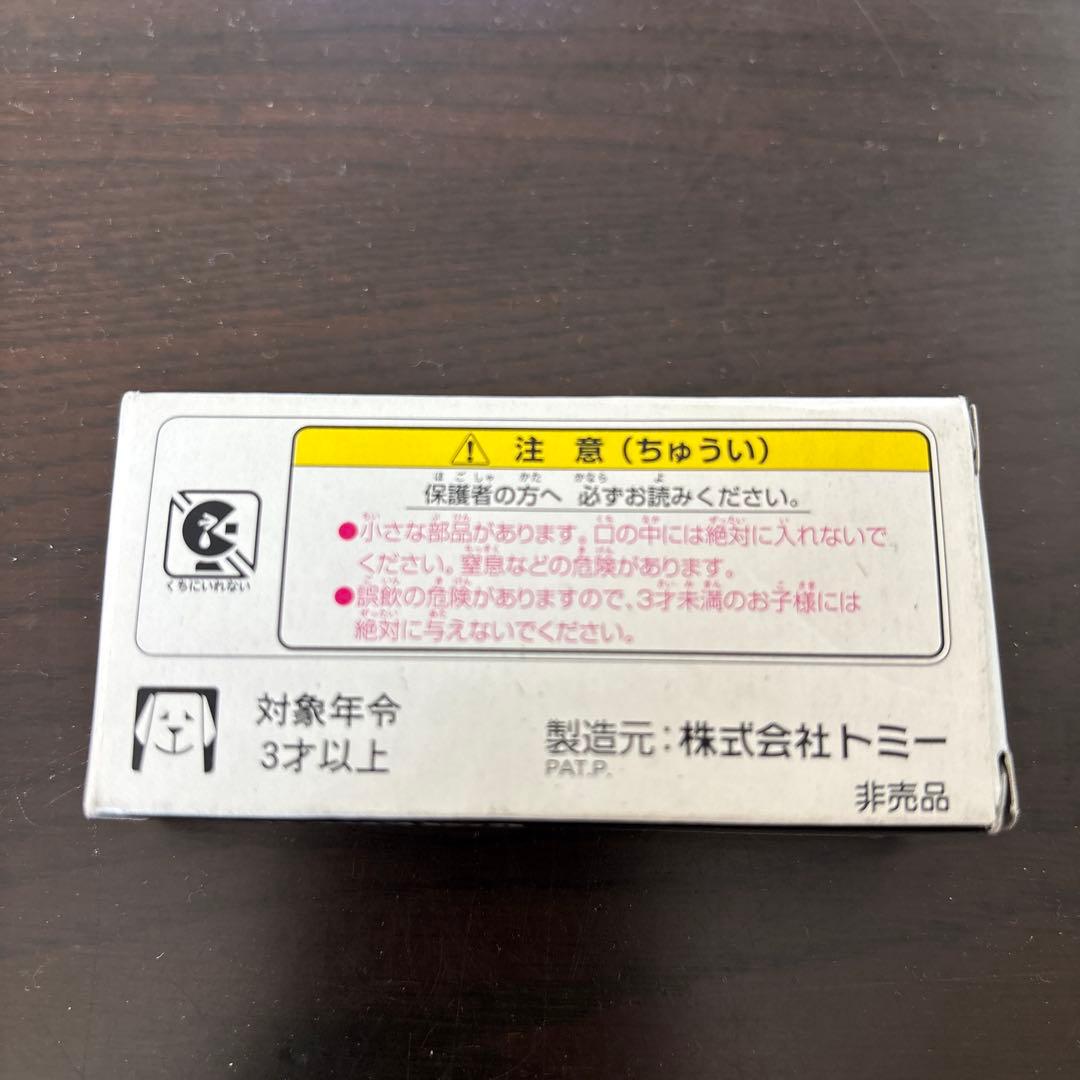 注 意（ちゅうい）
保護者の方へ 必ずお読みください。
●小さな部品があります。口の中には絶対に入れないで
ください。窒息などの危険があります。
●誤飲の危険がありますので、3才未満のお子様には
絶対に与えないでください。
くちにいれない
対象年令
3才以上
製造元：株式会社トミー
PAT.P.
非売品